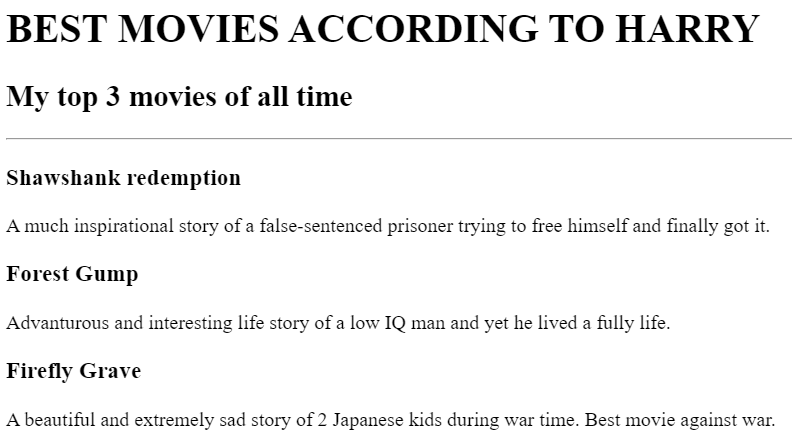 BEST MOVIES ACCORDING TO HARRY
My top 3 movies of all time
Shawshank redemption
A much inspirational story of a false-sentenced prisoner trying to free himself and finally got it.
Forest Gump
Advanturous and interesting life story of a low IQ man and yet he lived a fully life.
Firefly Grave
A beautiful and extremely sad story of 2 Japanese kids during war time. Best movie against war.